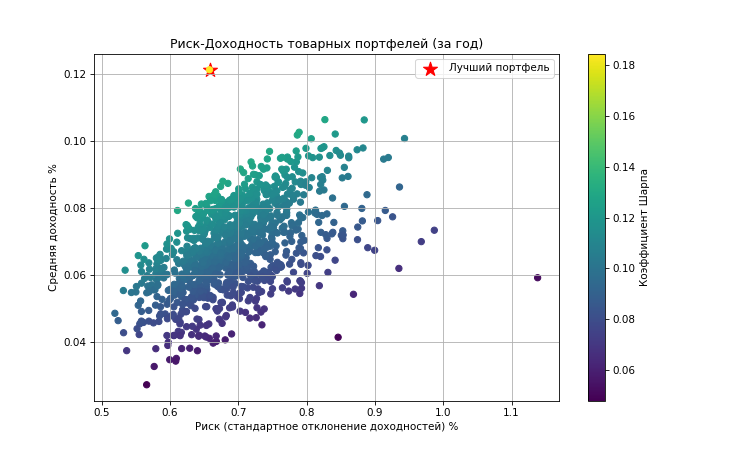 Риск-Доходность товарных портфелей (за год)
Лучший портфель
Средняя доходность %
0.12
0.10
0.08
0.06
0.04
0.5 0.6 0.7 0.8 0.9 1.0 1.1
Риск (стандартное отклонение доходностей) %
0.18
0.16
0.14
0.12
0.10
0.08
0.06
Коэффициент Шарпа